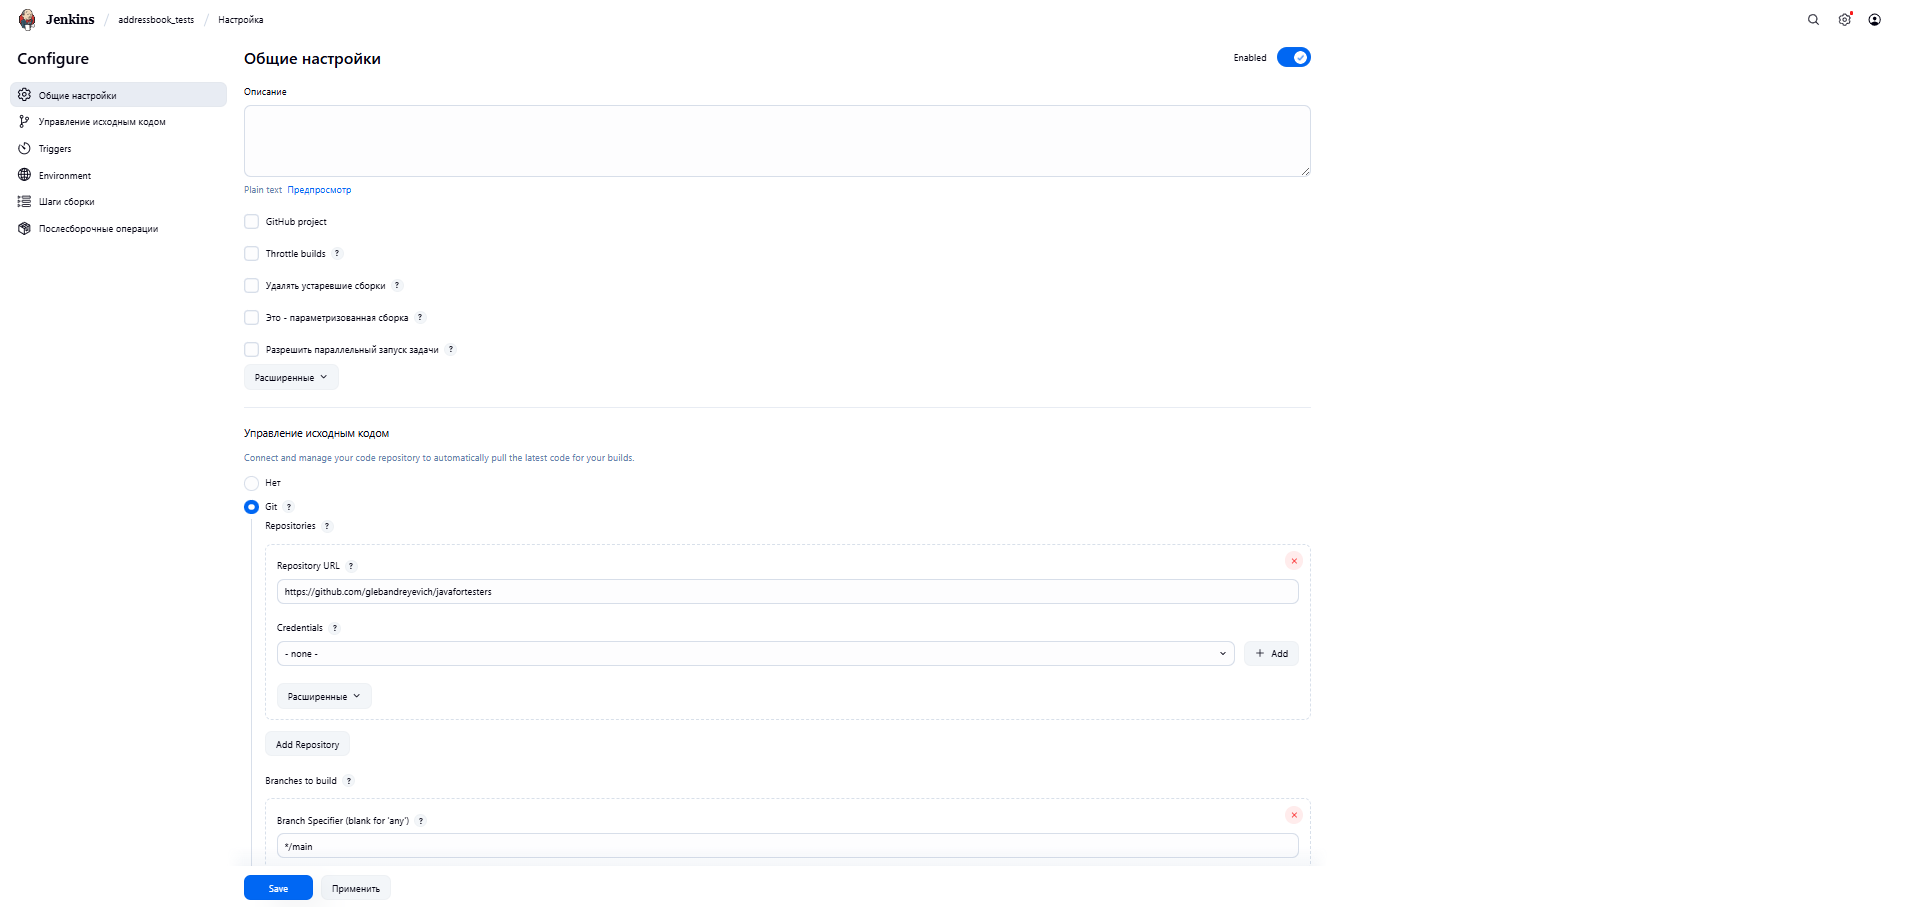 Jenkins / addressbook_tests / Настройка
Configure
Общие настройки
Управление исходным кодом
Triggers
Environment
Шаги сборки
Послесборочные операции
Общие настройки
Enabled
Описание
Plain text Предпросмотр
GitHub project
Throttle builds ?
Удалять устаревшие сборки ?
Это - параметризованная сборка ?
Разрешить параллельный запуск задачи ?
Расширенные
Управление исходным кодом
Connect and manage your code repository to automatically pull the latest code for your builds.
Нет
Git ?
Repositories ?
Repository URL ?
https://github.com/glebandreyevich/javafortesters
Credentials ?
- none -
+ Add
Расширенные
Add Repository
Branches to build ?
Branch Specifier (blank for 'any') ?
*/main
Save
Применить